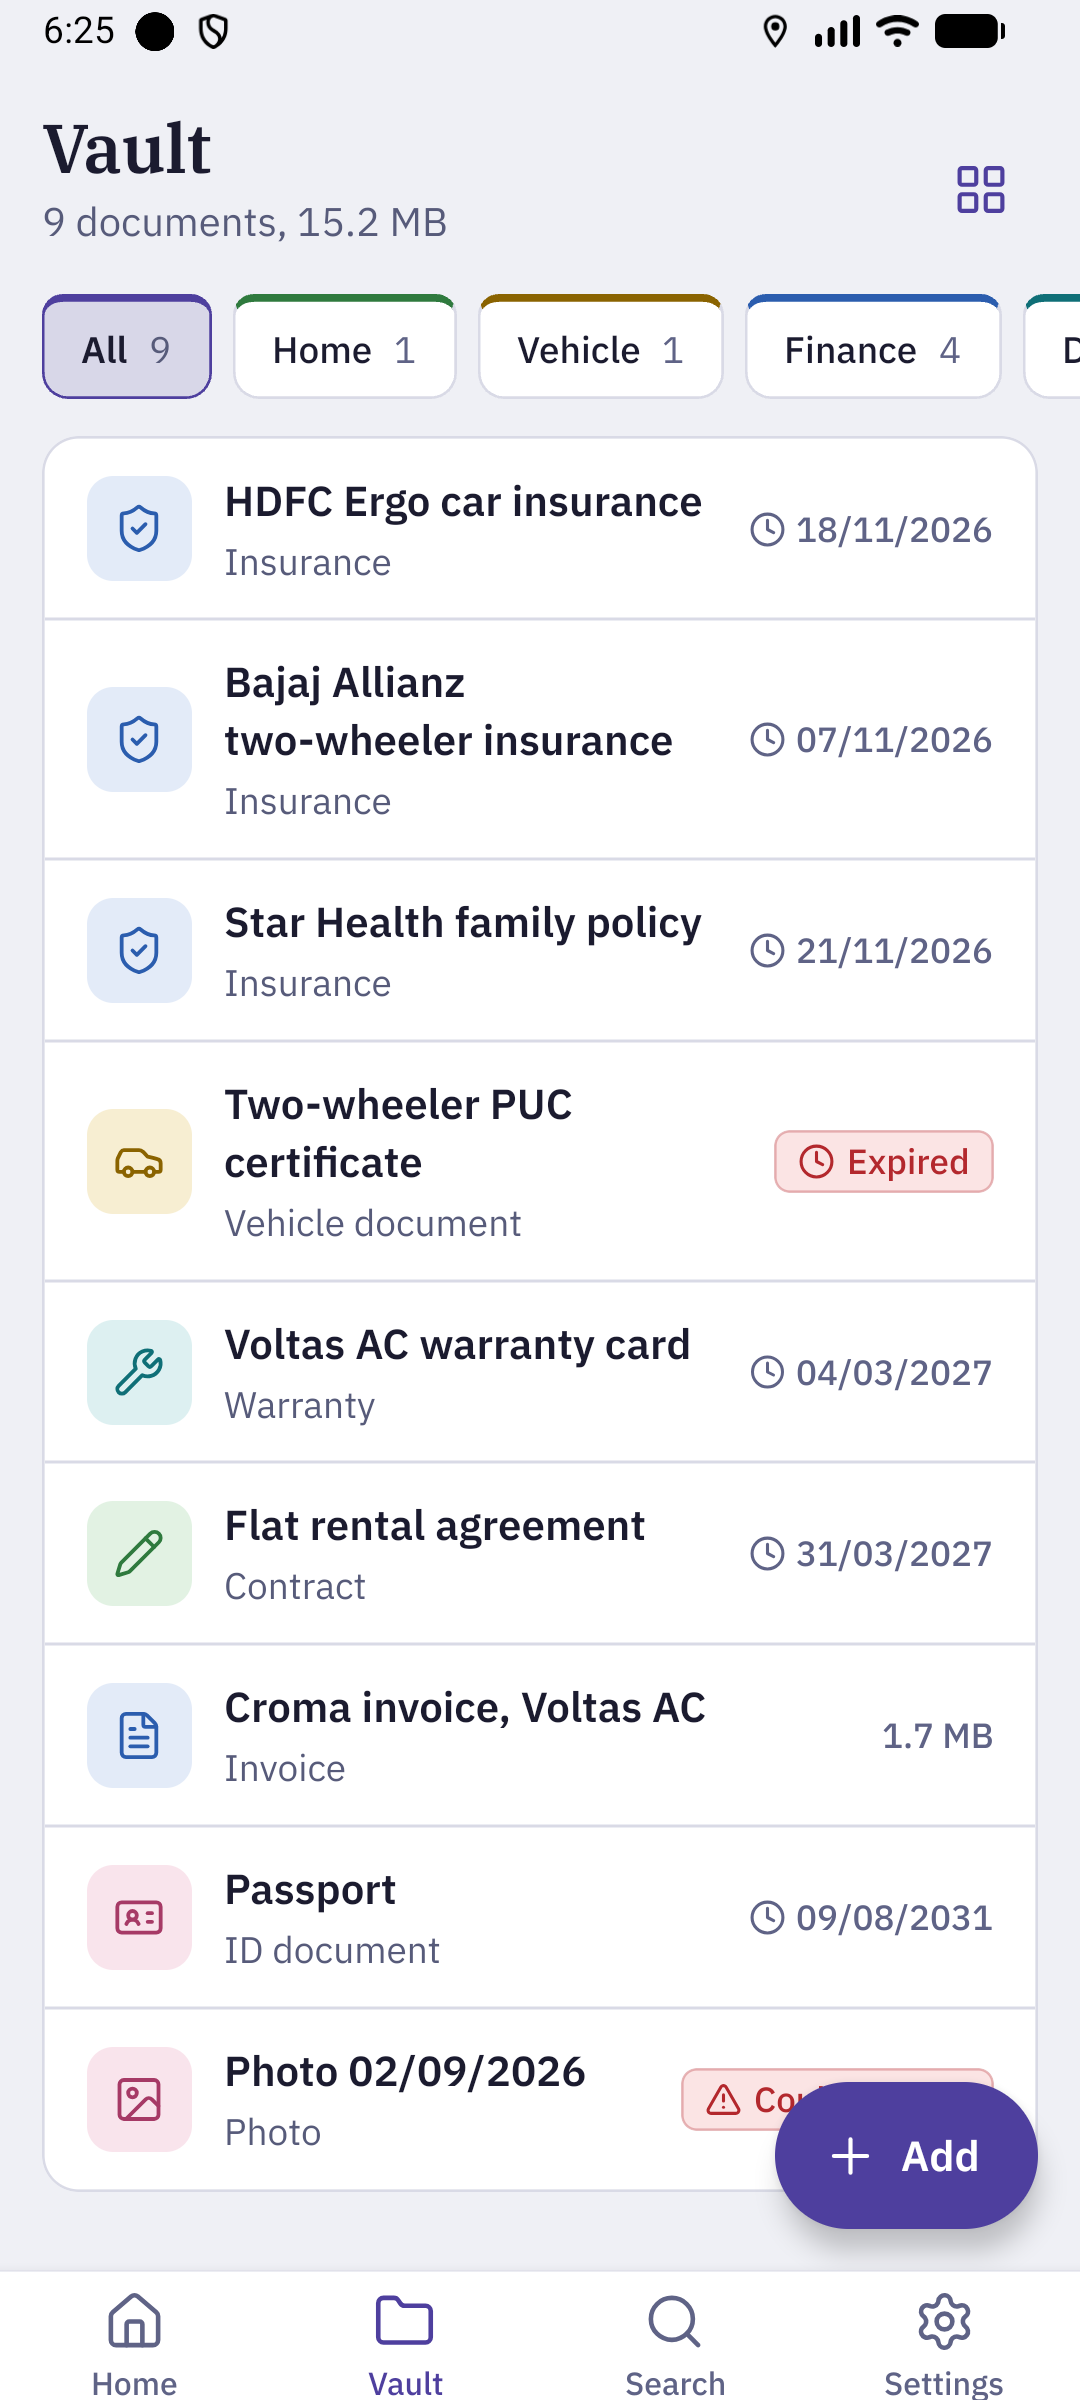 6:25
Vault
9 documents, 15.2 MB
All 9
Home 1
Vehicle 1
Finance 4
HDFC Ergo car insurance
Insurance
18/11/2026
Bajaj Allianz
two-wheeler insurance
Insurance
07/11/2026
Star Health family policy
Insurance
21/11/2026
Two-wheeler PUC
certificate
Vehicle document
Expired
Voltas AC warranty card
Warranty
04/03/2027
Flat rental agreement
Contract
31/03/2027
Croma invoice, Voltas AC
Invoice
1.7 MB
Passport
ID document
09/08/2031
Photo 02/09/2026
Photo
Add
Home
Vault
Search
Settings